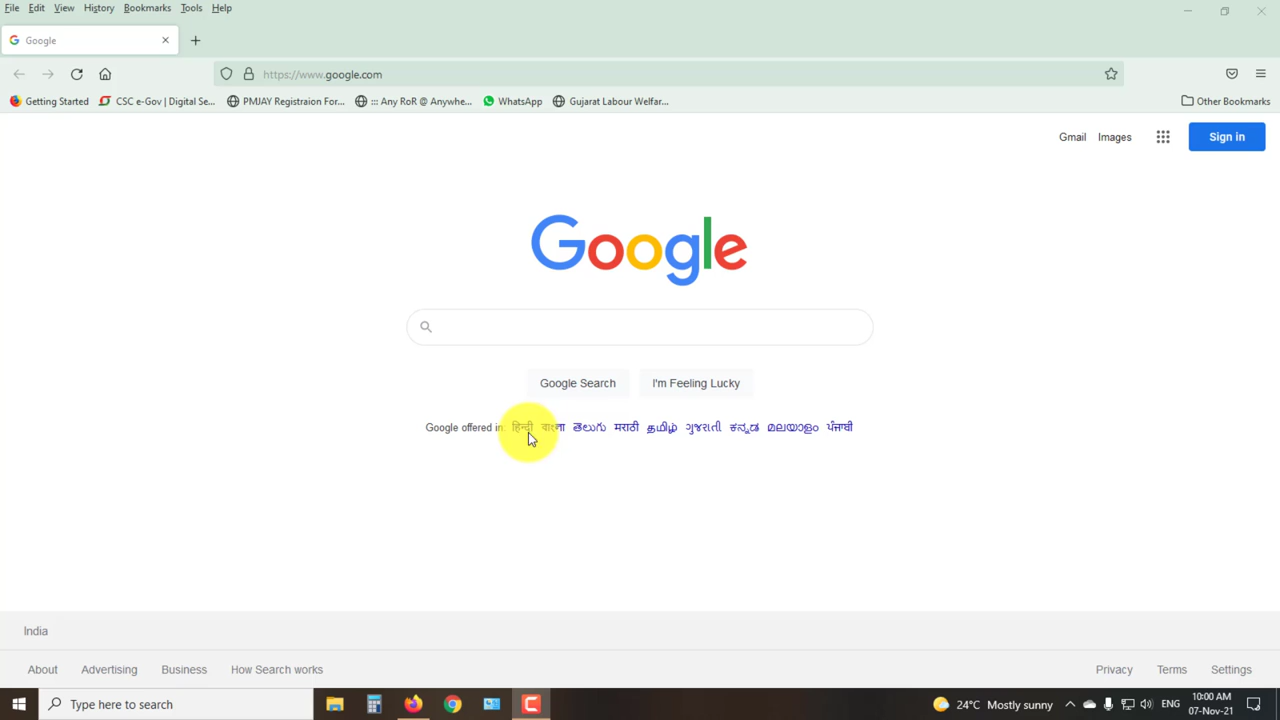 File Edit View History Bookmarks Tools Help
Google
https://www.google.com
Getting Started CSC e-Gov | Digital Se... PMJAY Registraion For... ::: Any RoR @ Anywhe... WhatsApp Gujarat Labour Welfar... Other Bookmarks
Gmail Images Sign in
Google
Google Search I'm Feeling Lucky
Google offered in: हिन्दी বাংলা తెలుగు मराठी தமிழ் ગુજરાતી ಕನ್ನಡ മലയാളം ਪੰਜਾਬੀ
India
About Advertising Business How Search works Privacy Terms Settings
Type here to search 24°C Mostly sunny ENG 10:00 AM
07-Nov-21